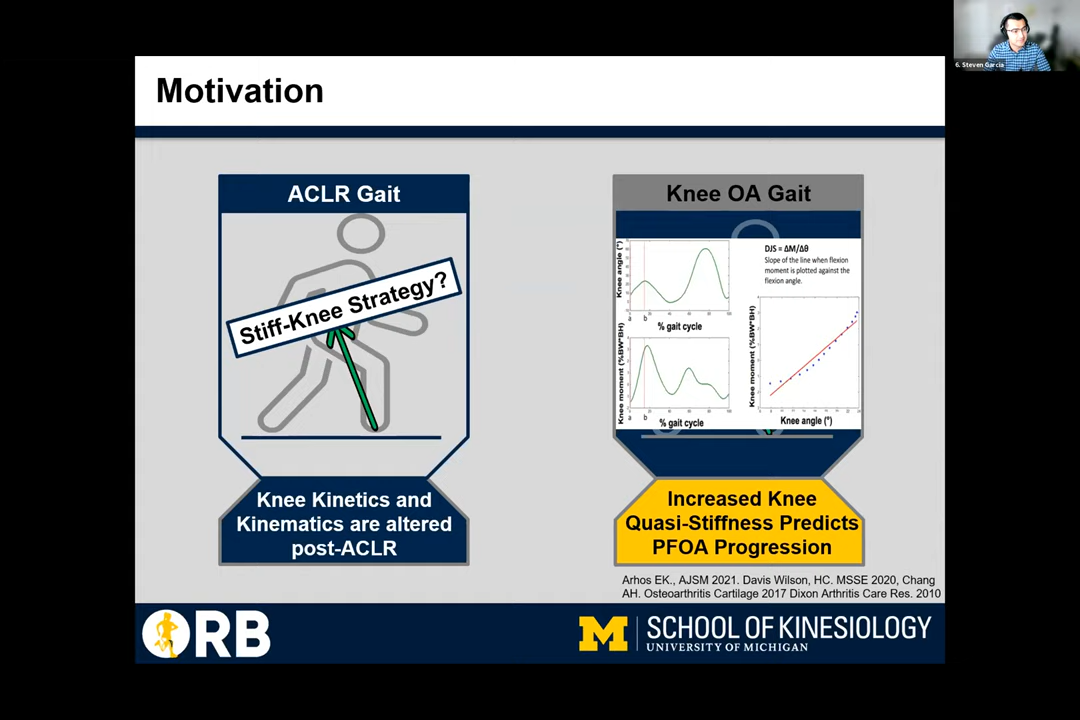 6. Steven Garcia
Motivation
ACLR Gait
Stiff-Knee Strategy?
Knee Kinetics and
Kinematics are altered
post-ACLR
Knee OA Gait
Knee angle (°)
a
b
% gait cycle
Knee moment (%BW*BH)
a
b
% gait cycle
DJS = ΔM/Δθ
Slope of the line when flexion
moment is plotted against the
flexion angle.
Knee moment (%BW*BH)
Knee angle (°)
Increased Knee
Quasi-Stiffness Predicts
PFOA Progression
Arhos EK., AJSM 2021. Davis Wilson, HC. MSSE 2020, Chang
AH. Osteoarthritis Cartilage 2017 Dixon Arthritis Care Res. 2010
ORB
M SCHOOL OF KINESIOLOGY
UNIVERSITY OF MICHIGAN